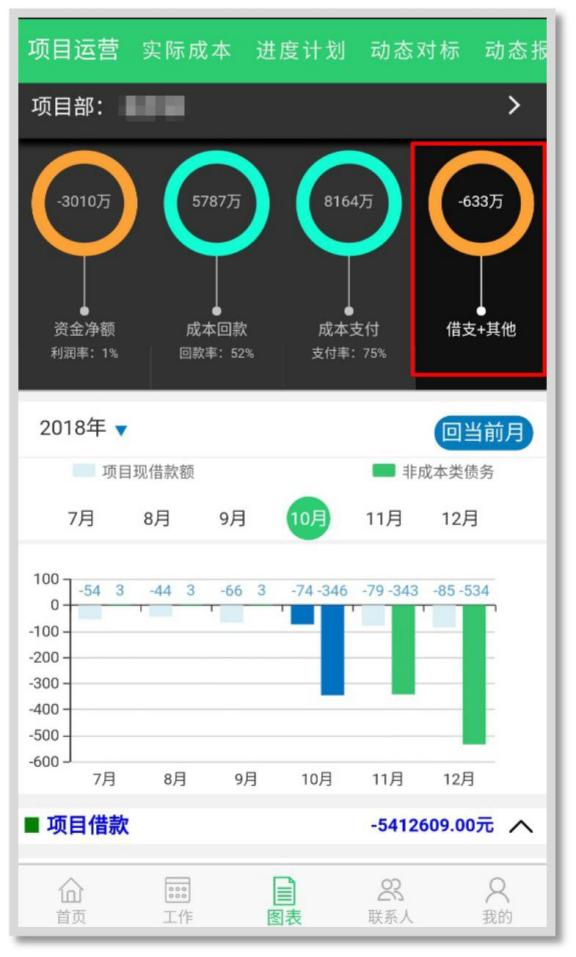 项目运营 实际成本 进度计划 动态对标 动态报
项目部：
-3010万 5787万 8164万 -633万
资金净额 成本回款 成本支付 借支+其他
利润率：1% 回款率：52% 支付率：75%
2018年 回当前月
项目现借款额 非成本类债务
7月 8月 9月 10月 11月 12月
100
-54 3 -44 3 -66 3 -74 -346 -79 -343 -85 -534
0
-100
-200
-300
-400
-500
-600
7月 8月 9月 10月 11月 12月
项目借款 -5412609.00元
首页 工作 图表 联系人 我的